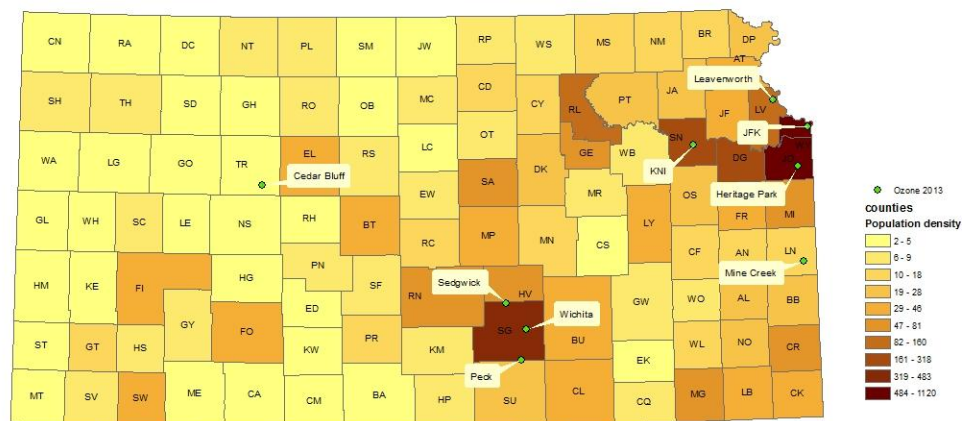 CN RA DC NT PL SM JW RP WS MS NM BR DP
AT
Leavenworth
SH TH SD GH RO OB MC CD CY RL PT JA JF LV
JFK
OT
SN
WA LG GO TR EL RS LC DK GE WB DG
KNI
Cedar Bluff
SA
Heritage Park
EW MR OS
GL WH SC LE NS RH BT MP LY FR MI
RC MN CS CF AN LN
PN
Mine Creek
HM KE FI HG SF RN HV
Sedgwick
GW WO AL BB
ED
Wichita
GY FO SG
ST GT HS KW PR KM BU WL NO CR
EK
Peck
MT SV SW ME CA CM BA HP SU CL CQ MG LB CK
Ozone 2013
counties
Population density
2 - 5
6 - 9
10 - 18
19 - 28
29 - 46
47 - 81
82 - 160
161 - 318
319 - 483
484 - 1120